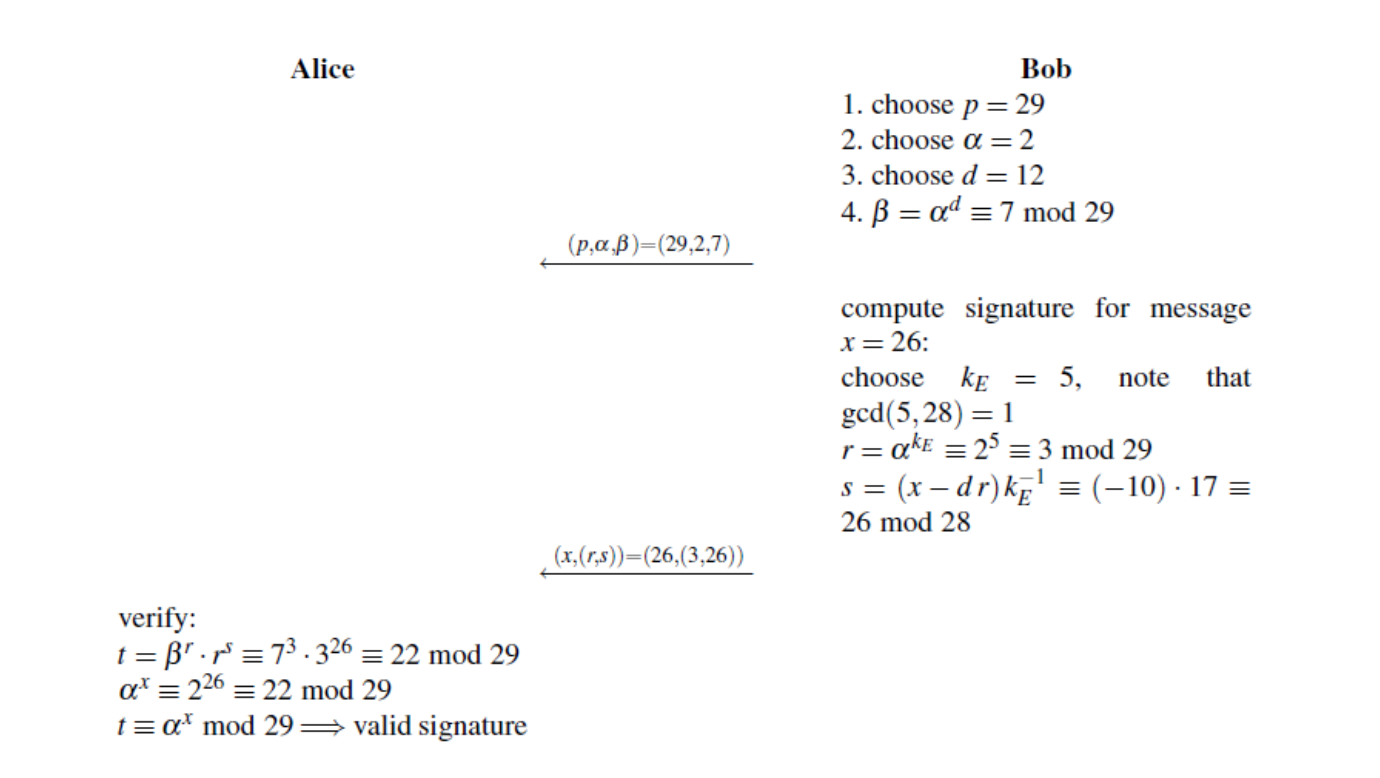 Alice
Bob
1. choose p = 29
2. choose α = 2
3. choose d = 12
4. β = α^d ≡ 7 mod 29
(p,α,β)=(29,2,7)
compute signature for message
x = 26:
choose k_E = 5, note that
gcd(5,28) = 1
r = α^{k_E} ≡ 2^5 ≡ 3 mod 29
s = (x − d r)k_E^{−1} ≡ (−10) · 17 ≡
26 mod 28
(x,(r,s))=(26,(3,26))
verify:
t = β^r · r^s ≡ 7^3 · 3^{26} ≡ 22 mod 29
α^x ≡ 2^{26} ≡ 22 mod 29
t ≡ α^x mod 29 ⟹ valid signature